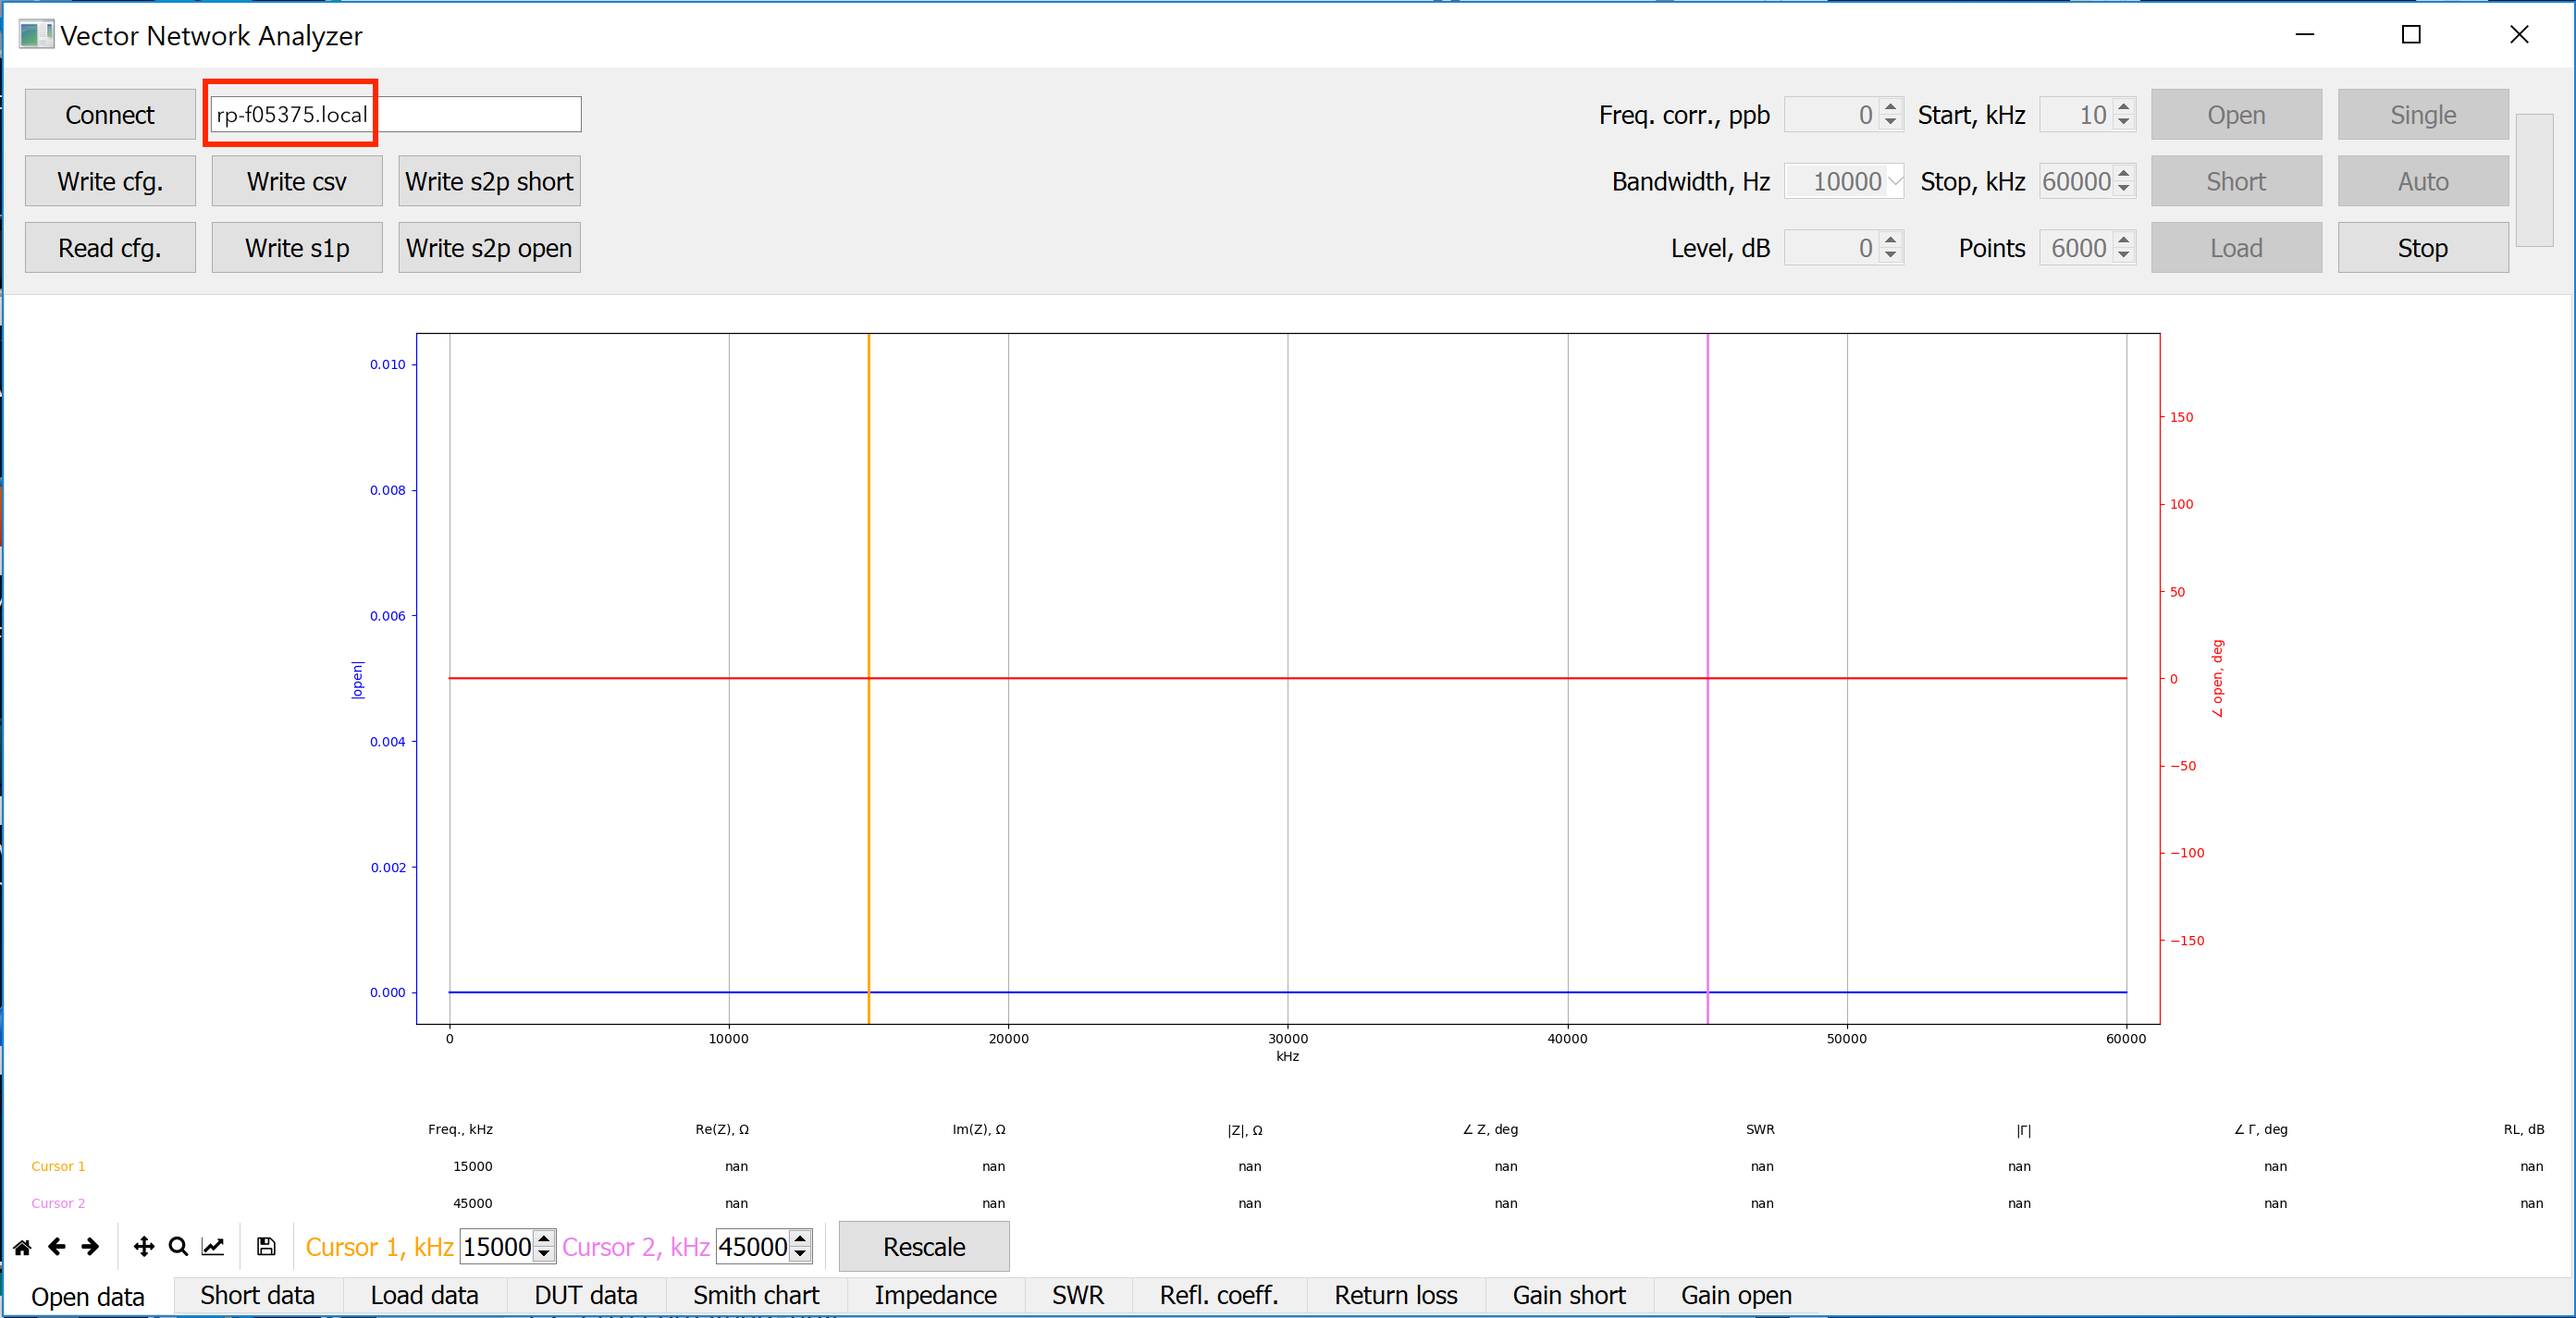 Vector Network Analyzer
Connect rp-f05375.local Freq. corr., ppb 0 Start, kHz 10 Open Single
Write cfg. Write csv Write s2p short Bandwidth, Hz 10000 Stop, kHz 60000 Short Auto
Read cfg. Write s1p Write s2p open Level, dB 0 Points 6000 Load Stop
0.010
150
0.008
100
0.006
50
|open|
0
∠ open, deg
0.004
−50
0.002
−100
−150
0.000
0 10000 20000 30000 40000 50000 60000
kHz
Freq., kHz Re(Z), Ω Im(Z), Ω |Z|, Ω ∠ Z, deg SWR |Γ| ∠ Γ, deg RL, dB
Cursor 1 15000 nan nan nan nan nan nan nan nan
Cursor 2 45000 nan nan nan nan nan nan nan nan
Cursor 1, kHz 15000 Cursor 2, kHz 45000 Rescale
Open data Short data Load data DUT data Smith chart Impedance SWR Refl. coeff. Return loss Gain short Gain open